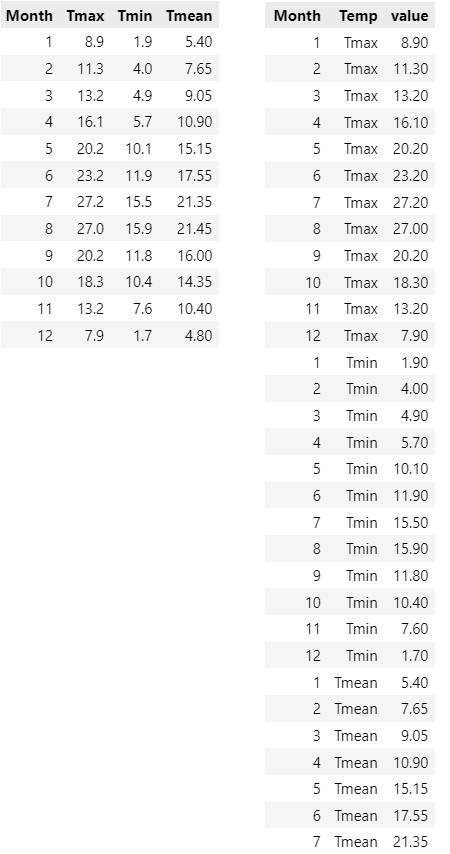 Month Tmax Tmin Tmean
1 8.9 1.9 5.40
2 11.3 4.0 7.65
3 13.2 4.9 9.05
4 16.1 5.7 10.90
5 20.2 10.1 15.15
6 23.2 11.9 17.55
7 27.2 15.5 21.35
8 27.0 15.9 21.45
9 20.2 11.8 16.00
10 18.3 10.4 14.35
11 13.2 7.6 10.40
12 7.9 1.7 4.80
Month Temp value
1 Tmax 8.90
2 Tmax 11.30
3 Tmax 13.20
4 Tmax 16.10
5 Tmax 20.20
6 Tmax 23.20
7 Tmax 27.20
8 Tmax 27.00
9 Tmax 20.20
10 Tmax 18.30
11 Tmax 13.20
12 Tmax 7.90
1 Tmin 1.90
2 Tmin 4.00
3 Tmin 4.90
4 Tmin 5.70
5 Tmin 10.10
6 Tmin 11.90
7 Tmin 15.50
8 Tmin 15.90
9 Tmin 11.80
10 Tmin 10.40
11 Tmin 7.60
12 Tmin 1.70
1 Tmean 5.40
2 Tmean 7.65
3 Tmean 9.05
4 Tmean 10.90
5 Tmean 15.15
6 Tmean 17.55
7 Tmean 21.35